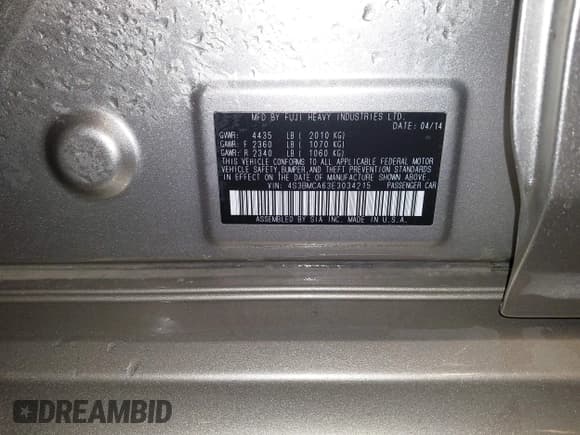 MFD BY FUJI HEAVY INDUSTRIES LTD.
DATE: 04/14
GVWR: 4435 LB ( 2010 KG)
GAWR: F 2360 LB ( 1070 KG)
GAWR: R 2340 LB ( 1060 KG)
THIS VEHICLE CONFORMS TO ALL APPLICABLE FEDERAL MOTOR
VEHICLE SAFETY,BUMPER,AND THEFT PREVENTION STANDARDS
IN EFFECT ON THE DATE OF MANUFACTURE SHOWN ABOVE.
VIN: 4S3BMCA63E3034215 PASSENGER CAR
ASSEMBLED BY SIA INC. MADE IN U.S.A.
DREAMBID